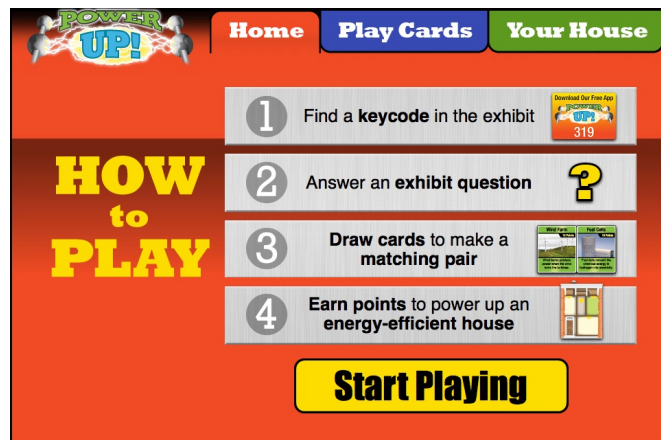 POWER
UP!
Home
Play Cards
Your House
HOW
to
PLAY
1
Find a keycode in the exhibit
Download Our Free App
POWER
UP!
319
2
Answer an exhibit question
?
3
Draw cards to make a
matching pair
Wind Farm
Fuel Cells
4
Earn points to power up an
energy-efficient house
Start Playing